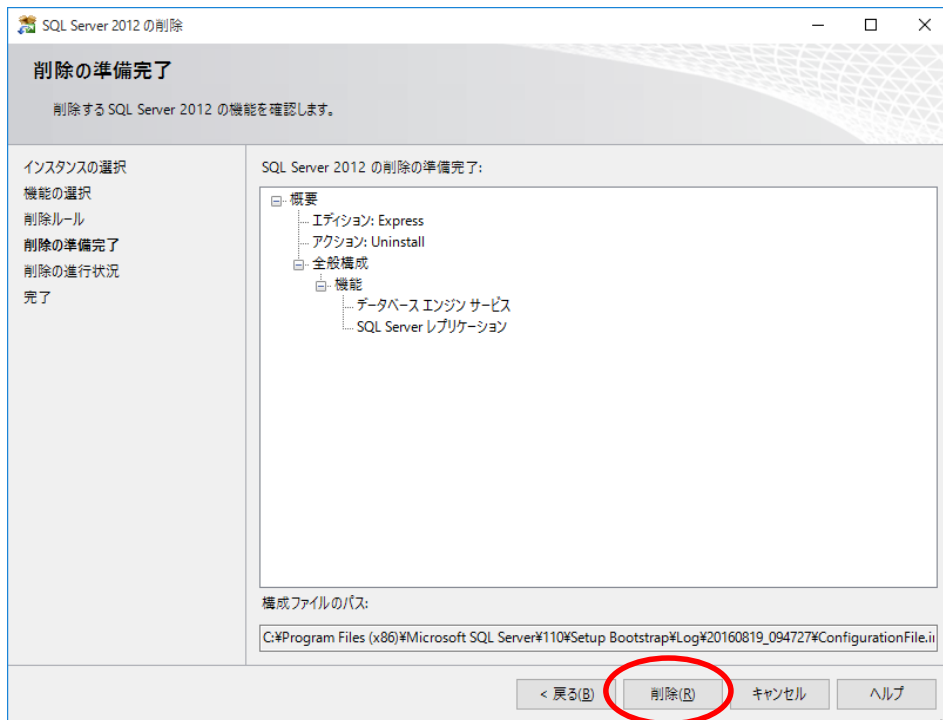 SQL Server 2012 の削除
削除の準備完了
削除する SQL Server 2012 の機能を確認します。
インスタンスの選択
機能の選択
削除ルール
削除の準備完了
削除の進行状況
完了
SQL Server 2012 の削除の準備完了:
概要
エディション: Express
アクション: Uninstall
全般構成
機能
データベース エンジン サービス
SQL Server レプリケーション
構成ファイルのパス:
C:¥Program Files (x86)¥Microsoft SQL Server¥110¥Setup Bootstrap¥Log¥20160819_094727¥ConfigurationFile.in
< 戻る(B) 削除(R) キャンセル ヘルプ